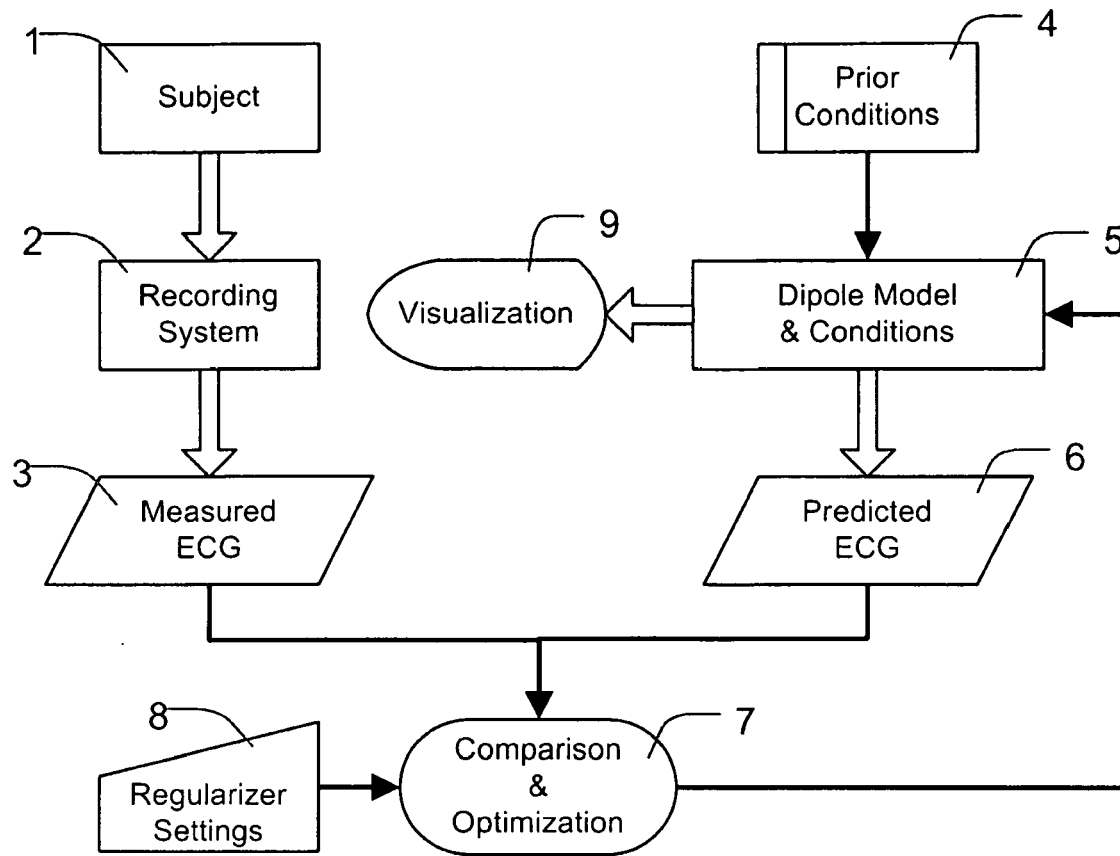 1
Subject
4
Prior
Conditions
2
Recording
System
9
Visualization
5
Dipole Model
& Conditions
3
Measured
ECG
6
Predicted
ECG
8
Regularizer
Settings
7
Comparison
&
Optimization